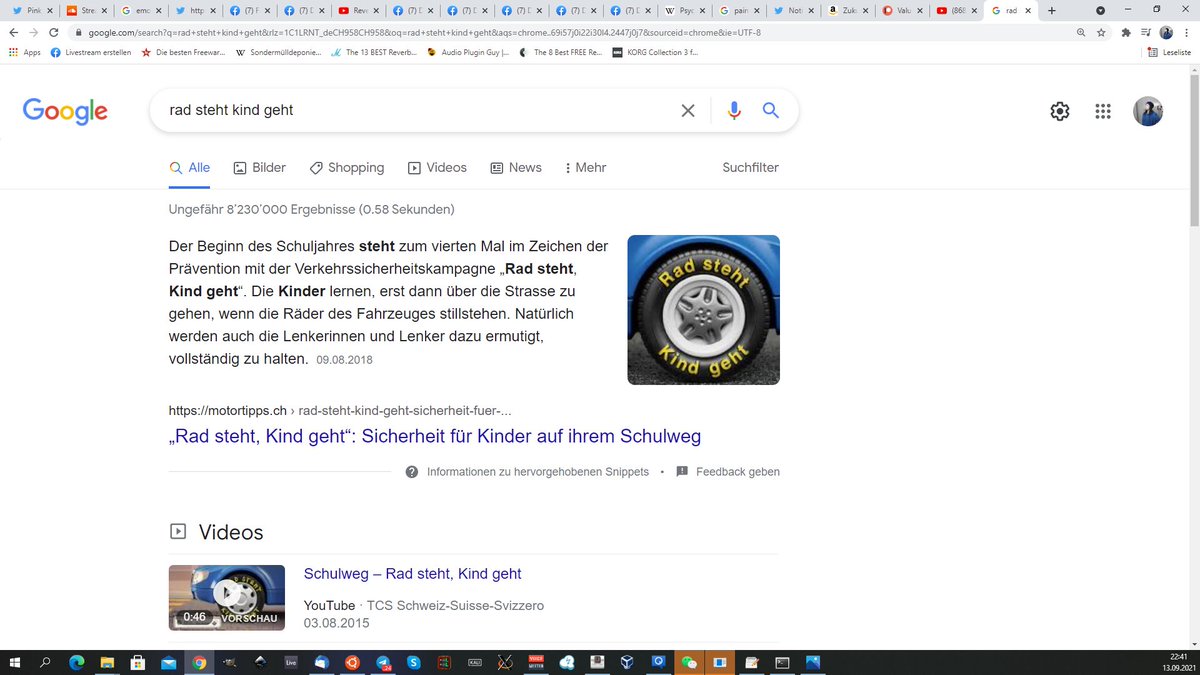 Pink
Stre
emo
http
(7) F
(7) D
Reve
(7) D
(7) D
(7) D
(7) D
(7) D
Psyc
pain
Noti
Zuku
Valu
(868
rad
google.com/search?q=rad+steht+kind+geht&rlz=1C1LRNT_deCH958CH958&oq=rad+steht+kind+geht&aqs=chrome..69i57j0i22i30l4.2447j0j7&sourceid=chrome&ie=UTF-8
Apps
Livestream erstellen
Die besten Freewar...
Sondermülldeponie...
The 13 BEST Reverb...
Audio Plugin Guy |...
The 8 Best FREE Re...
KORG Collection 3 f...
Leseliste
Google
rad steht kind geht
Alle
Bilder
Shopping
Videos
News
Mehr
Suchfilter
Ungefähr 8’230’000 Ergebnisse (0.58 Sekunden)
Der Beginn des Schuljahres steht zum vierten Mal im Zeichen der
Prävention mit der Verkehrssicherheitskampagne „Rad steht,
Kind geht“. Die Kinder lernen, erst dann über die Strasse zu
gehen, wenn die Räder des Fahrzeuges stillstehen. Natürlich
werden auch die Lenkerinnen und Lenker dazu ermutigt,
vollständig zu halten. 09.08.2018
Rad steht
Kind geht
https://motortipps.ch › rad-steht-kind-geht-sicherheit-fuer-...
„Rad steht, Kind geht“: Sicherheit für Kinder auf ihrem Schulweg
Informationen zu hervorgehobenen Snippets
Feedback geben
Videos
0:46
VORSCHAU
Schulweg – Rad steht, Kind geht
YouTube · TCS Schweiz-Suisse-Svizzero
03.08.2015
Live
22:41
13.09.2021